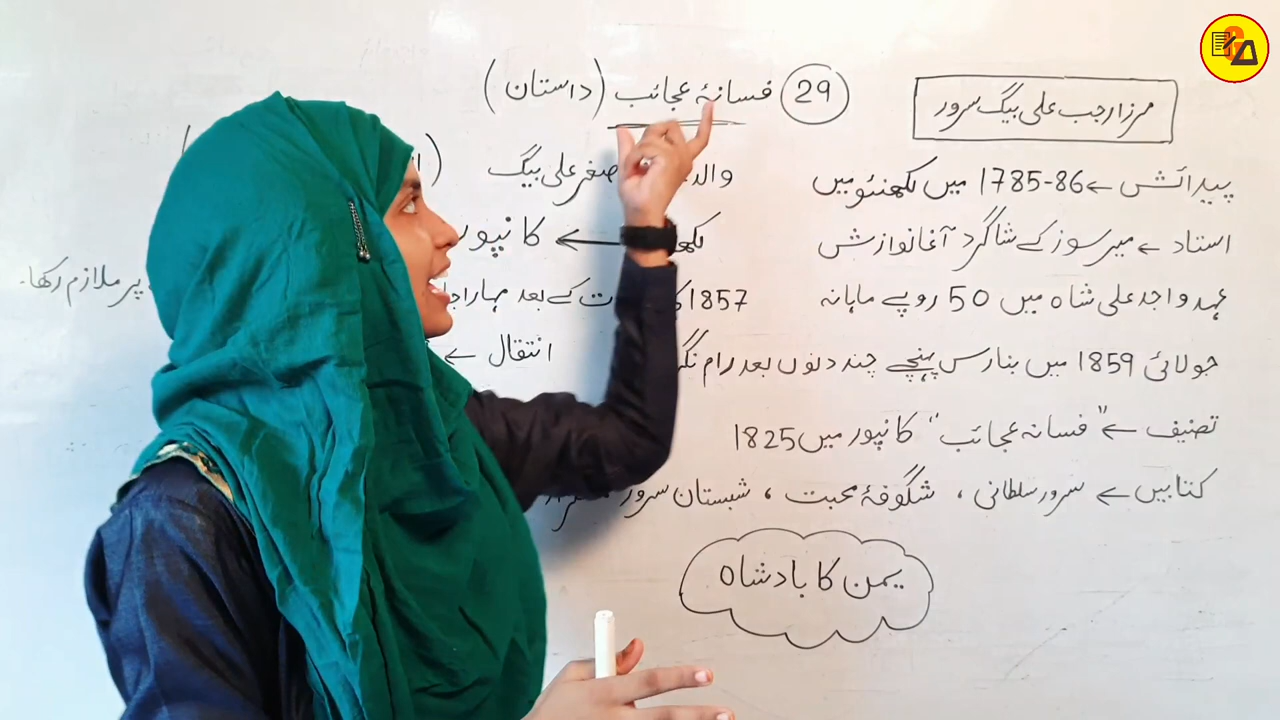 29 فسانۂ عجائب (داستان)
مرزا رجب علی بیگ سرور
پیدائش ← 1785-86 میں لکھنئو میں
صغر علی بیگ
استاد ← میر سوز کے شاگرد آغا نوازش
← کانپور
عہد واجد علی شاہ میں 50 روپے ماہانہ پر ملازم رکھا۔
1857 کے بعد
جولائی 1859 میں بنارس پہنچے چند دنوں بعد رام نگر
انتقال ←
تصنیف ← "فسانہ عجائب" کانپور میں 1825
کتابیں ← سرور سلطانی ، شگوفۂ محبت ، شبستان سرور
یمن کا بادشاہ